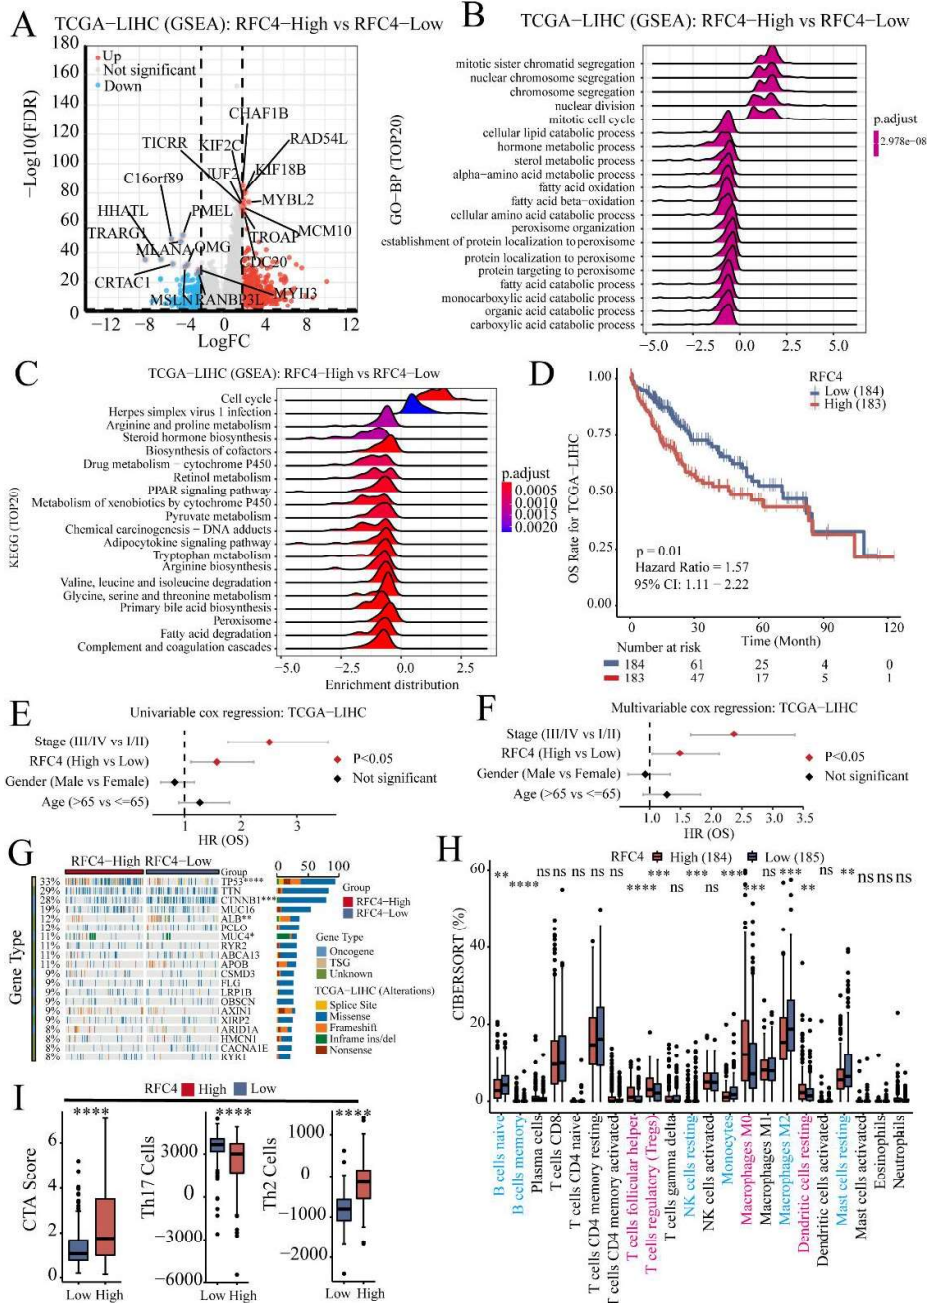 A
TCGA−LIHC (GSEA): RFC4−High vs RFC4−Low
−Log10(FDR)
180
160
140
120
100
80
60
40
20
0
Up
Not significant
Down
CHAF1B
TICRR
KIF2C
RAD54L
C16orf89
NUF2
KIF18B
HHATL
PMEL
MYBL2
TRARG1
MCM10
MLANA
OMG
TROAP
CRTAC1
CDC20
MSLN
RANBP3L
MYH3
−12 −8 −4 0 4 8 12
LogFC
B
TCGA−LIHC (GSEA): RFC4−High vs RFC4−Low
GO−BP (TOP20)
mitotic sister chromatid segregation
nuclear chromosome segregation
chromosome segregation
nuclear division
mitotic cell cycle
cellular lipid catabolic process
hormone metabolic process
sterol metabolic process
alpha−amino acid metabolic process
fatty acid oxidation
fatty acid beta−oxidation
cellular amino acid catabolic process
peroxisome organization
establishment of protein localization to peroxisome
protein localization to peroxisome
protein targeting to peroxisome
fatty acid catabolic process
monocarboxylic acid catabolic process
organic acid catabolic process
carboxylic acid catabolic process
−5.0 −2.5 0.0 2.5 5.0
p.adjust
2.978e−08
C
TCGA−LIHC (GSEA): RFC4−High vs RFC4−Low
KEGG (TOP20)
Cell cycle
Herpes simplex virus 1 infection
Arginine and proline metabolism
Steroid hormone biosynthesis
Biosynthesis of cofactors
Drug metabolism − cytochrome P450
Retinol metabolism
PPAR signaling pathway
Metabolism of xenobiotics by cytochrome P450
Pyruvate metabolism
Chemical carcinogenesis − DNA adducts
Adipocytokine signaling pathway
Tryptophan metabolism
Arginine biosynthesis
Valine, leucine and isoleucine degradation
Glycine, serine and threonine metabolism
Primary bile acid biosynthesis
Peroxisome
Fatty acid degradation
Complement and coagulation cascades
−5.0 −2.5 0.0 2.5 5.0
Enrichment distribution
p.adjust
0.0005
0.0010
0.0015
0.0020
D
OS Rate for TCGA−LIHC
1.00
0.75
0.50
0.25
0.00
RFC4
Low (184)
High (183)
p = 0.01
Hazard Ratio = 1.57
95% CI: 1.11 − 2.22
0 30 60 90 120
Time (Month)
Number at risk
184 61 25 4 0
183 47 17 5 1
E
Univariable cox regression: TCGA−LIHC
Stage (III/IV vs I/II)
RFC4 (High vs Low)
Gender (Male vs Female)
Age (>65 vs <=65)
P<0.05
Not significant
1 2 3
HR (OS)
F
Multivariable cox regression: TCGA−LIHC
Stage (III/IV vs I/II)
RFC4 (High vs Low)
Gender (Male vs Female)
Age (>65 vs <=65)
P<0.05
Not significant
1.0 1.5 2.0 2.5 3.0 3.5
HR (OS)
G
RFC4−High RFC4−Low
0 50 100
Gene Type
33% TP53****
29% TTN
28% CTNNB1***
19% MUC16
12% ALB**
12% PCLO
11% MUC4*
11% RYR2
11% ABCA13
11% APOB
9% CSMD3
9% FLG
9% LRP1B
9% OBSCN
9% AXIN1
9% XIRP2
8% ARID1A
8% HMCN1
8% CACNA1E
8% KYK1
Group
RFC4−High
RFC4−Low
Gene Type
Oncogene
TSG
Unknown
TCGA−LIHC (Alterations)
Splice Site
Missense
Frameshift
Inframe ins/del
Nonsense
H
RFC4 High (184) Low (185)
CIBERSORT (%)
60
40
20
0
** **** ns ns ns ns ns **** *** ns *** ns *** *** ns *** ** ns ** ns ns ns
B cells naive
B cells memory
Plasma cells
T cells CD8
T cells CD4 naive
T cells CD4 memory resting
T cells CD4 memory activated
T cells follicular helper
T cells regulatory (Tregs)
T cells gamma delta
NK cells resting
NK cells activated
Monocytes
Macrophages M0
Macrophages M1
Macrophages M2
Dendritic cells resting
Dendritic cells activated
Mast cells resting
Mast cells activated
Eosinophils
Neutrophils
I
RFC4 High Low
CTA Score
****
6
4
2
0
Low High
Th17 Cells
****
3000
0
−3000
−6000
Low High
Th2 Cells
****
1000
0
−1000
−2000
Low High